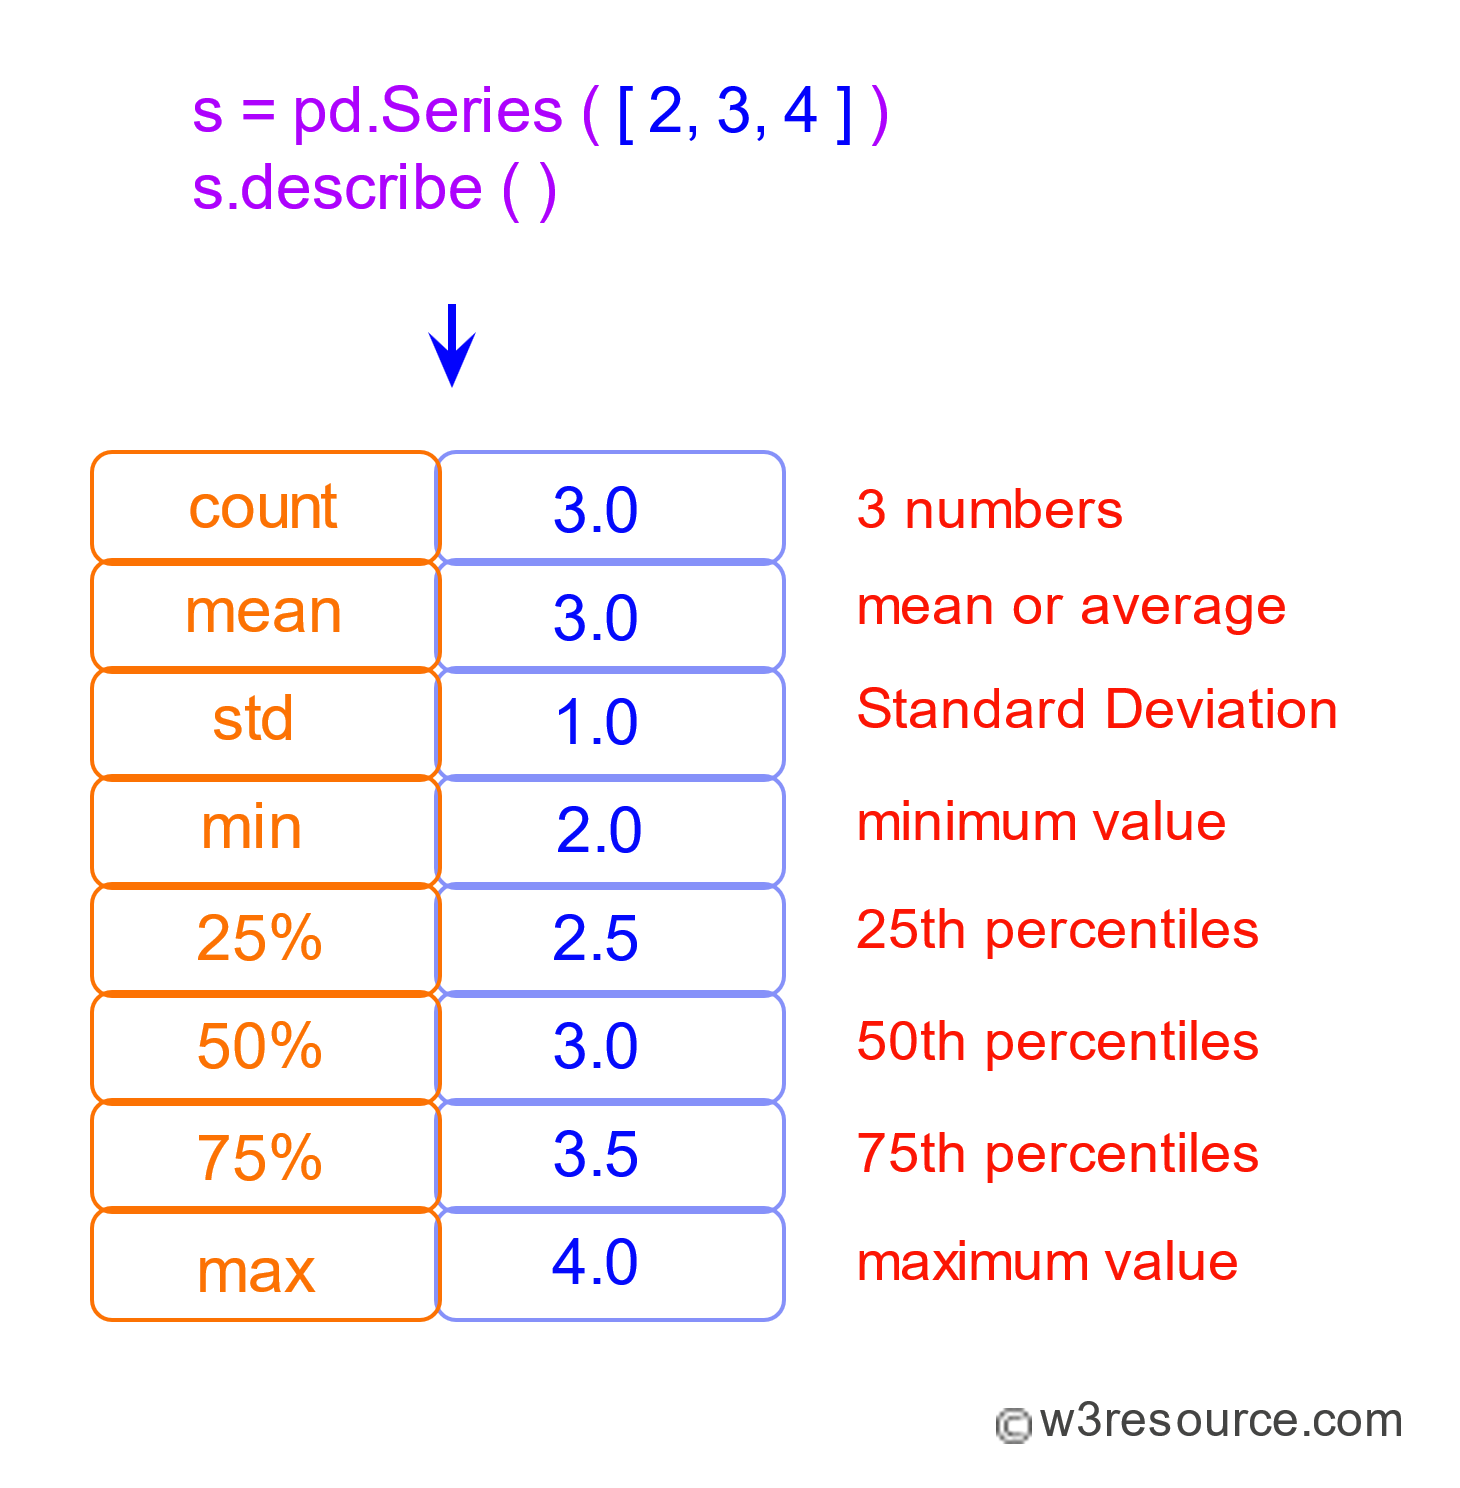 s = pd.Series ( [ 2, 3, 4 ] )
s.describe ( )
count 3.0 3 numbers
mean 3.0 mean or average
std 1.0 Standard Deviation
min 2.0 minimum value
25% 2.5 25th percentiles
50% 3.0 50th percentiles
75% 3.5 75th percentiles
max 4.0 maximum value
© w3resource.com